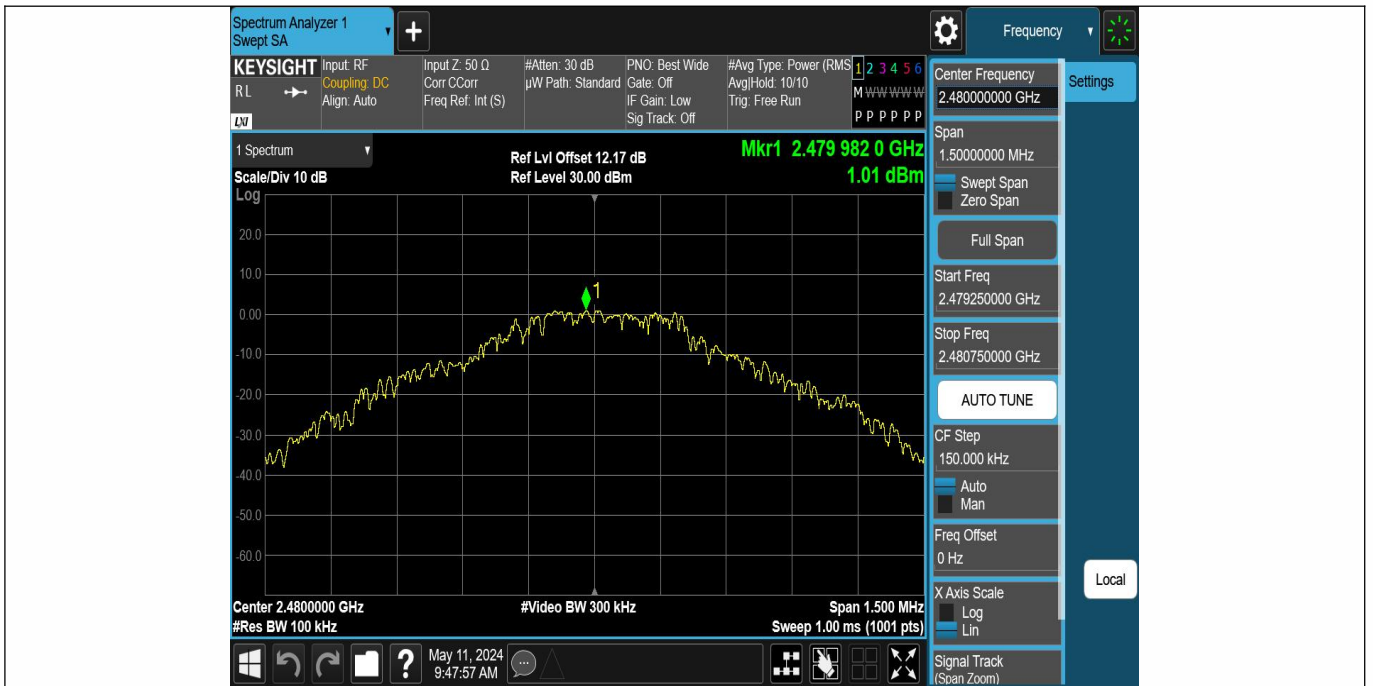 Spectrum Analyzer 1
Swept SA
+
Frequency
KEYSIGHT
RL
LXI
Input: RF
Coupling: DC
Align: Auto
Input Z: 50 Ω
Corr CCorr
Freq Ref: Int (S)
#Atten: 30 dB
µW Path: Standard
PNO: Best Wide
Gate: Off
IF Gain: Low
Sig Track: Off
#Avg Type: Power (RMS
Avg|Hold: 10/10
Trig: Free Run
1 2 3 4 5 6
M W W W W W
P P P P P P
1 Spectrum
Scale/Div 10 dB
Log
Ref Lvl Offset 12.17 dB
Ref Level 30.00 dBm
Mkr1 2.479 982 0 GHz
1.01 dBm
20.0
10.0
0.00
-10.0
-20.0
-30.0
-40.0
-50.0
-60.0
1
Center 2.4800000 GHz
#Res BW 100 kHz
#Video BW 300 kHz
Span 1.500 MHz
Sweep 1.00 ms (1001 pts)
Center Frequency
2.480000000 GHz
Settings
Span
1.50000000 MHz
Swept Span
Zero Span
Full Span
Start Freq
2.479250000 GHz
Stop Freq
2.480750000 GHz
AUTO TUNE
CF Step
150.000 kHz
Auto
Man
Freq Offset
0 Hz
X Axis Scale
Log
Lin
Local
Signal Track
(Span Zoom)
?
May 11, 2024
9:47:57 AM